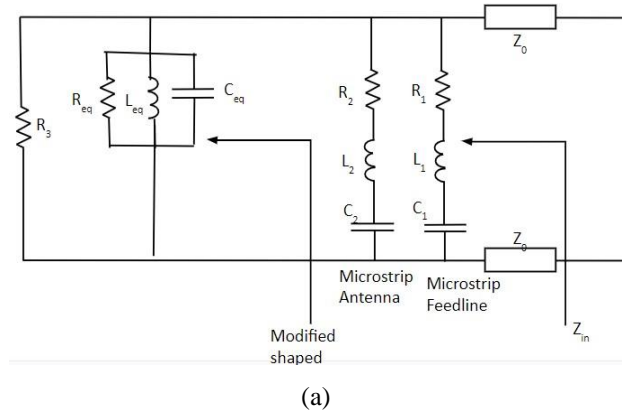 Z0
R3
Req
Leq
Ceq
R2
R1
L2
L1
C2
C1
Z0
Microstrip
Antenna
Microstrip
Feedline
Modified
shaped
Zin
(a)